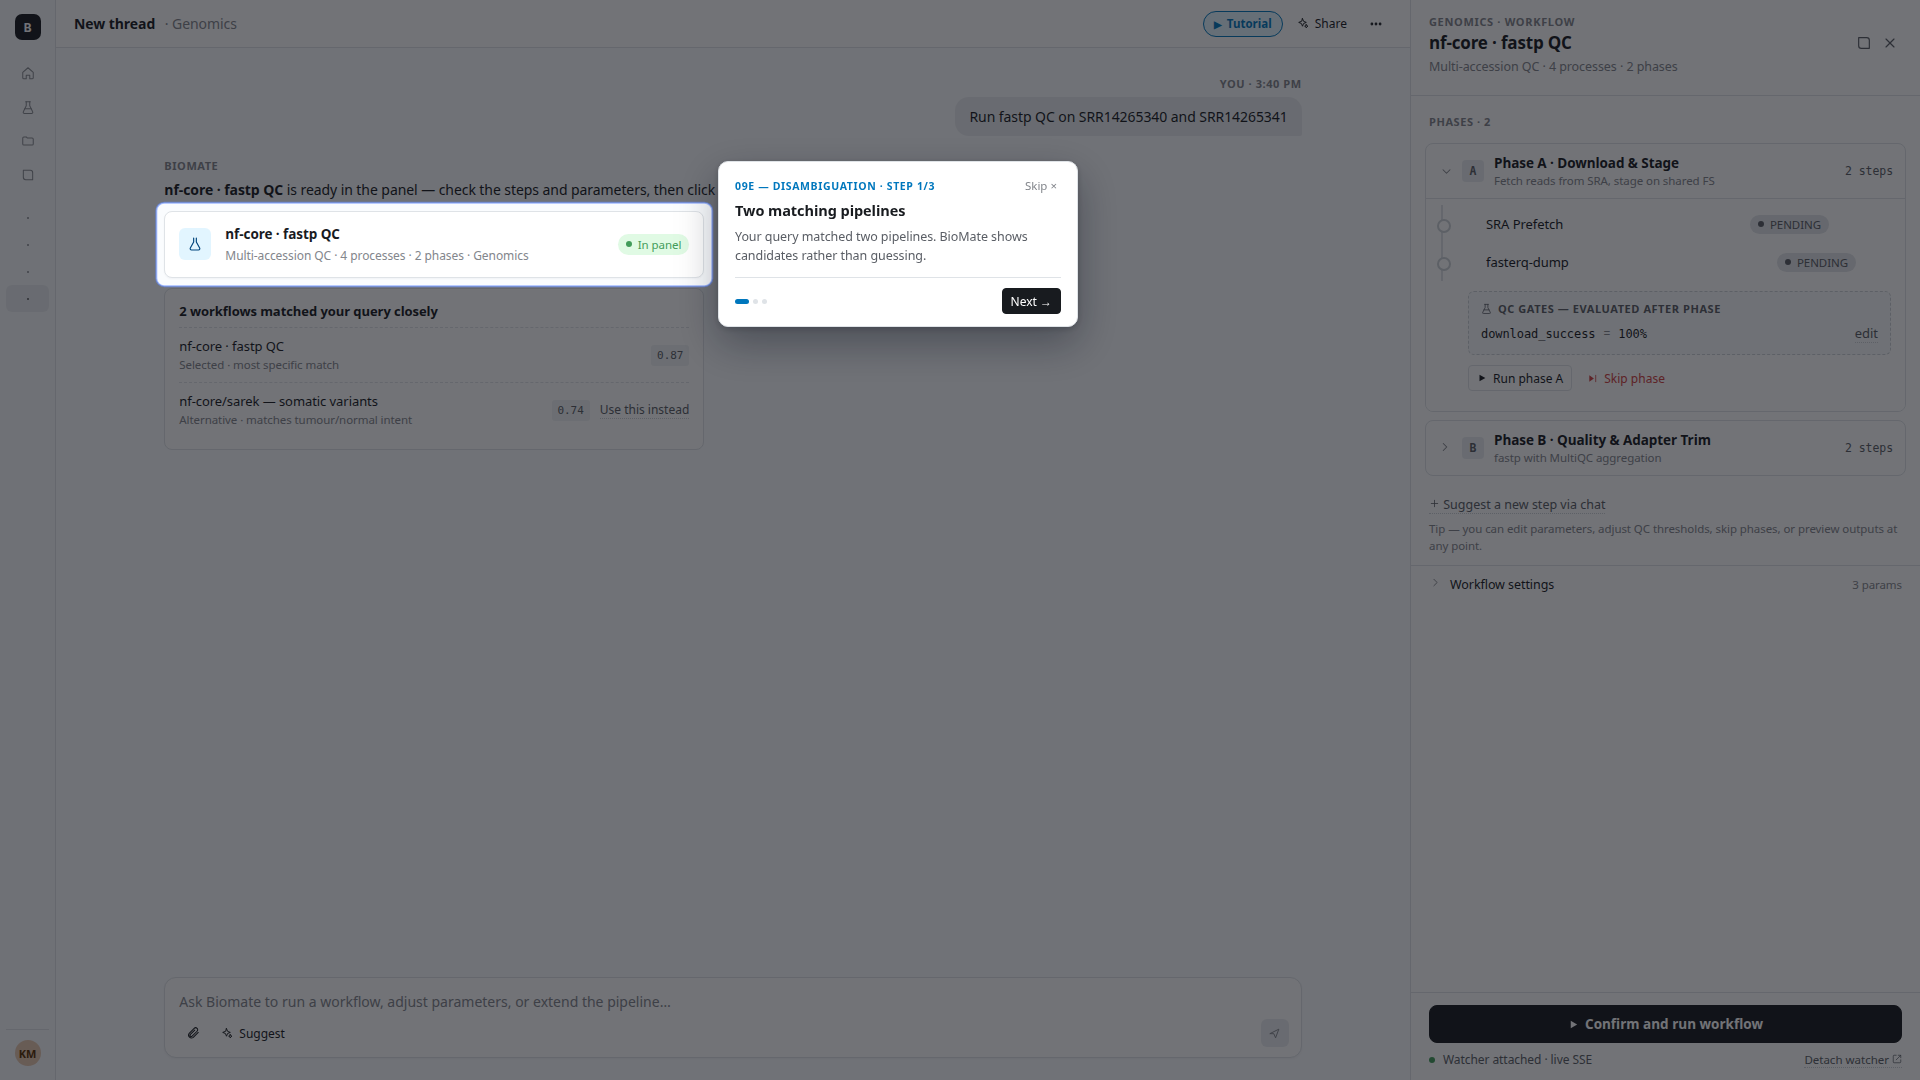 B
New thread · Genomics
▶ Tutorial
Share
YOU · 3:40 PM
Run fastp QC on SRR14265340 and SRR14265341
BIOMATE
nf-core · fastp QC is ready in the panel — check the steps and parameters, then click
nf-core · fastp QC
Multi-accession QC · 4 processes · 2 phases · Genomics
In panel
2 workflows matched your query closely
nf-core · fastp QC
Selected · most specific match
0.87
nf-core/sarek — somatic variants
Alternative · matches tumour/normal intent
0.74
Use this instead
09E — DISAMBIGUATION · STEP 1/3
Skip ×
Two matching pipelines
Your query matched two pipelines. BioMate shows
candidates rather than guessing.
Next →
Ask Biomate to run a workflow, adjust parameters, or extend the pipeline...
Suggest
KM
GENOMICS · WORKFLOW
nf-core · fastp QC
Multi-accession QC · 4 processes · 2 phases
PHASES · 2
A
Phase A · Download & Stage
Fetch reads from SRA, stage on shared FS
2 steps
SRA Prefetch
PENDING
fasterq-dump
PENDING
QC GATES — EVALUATED AFTER PHASE
download_success = 100%
edit
Run phase A
Skip phase
B
Phase B · Quality & Adapter Trim
fastp with MultiQC aggregation
2 steps
+ Suggest a new step via chat
Tip — you can edit parameters, adjust QC thresholds, skip phases, or preview outputs at
any point.
Workflow settings
3 params
Confirm and run workflow
Watcher attached · live SSE
Detach watcher